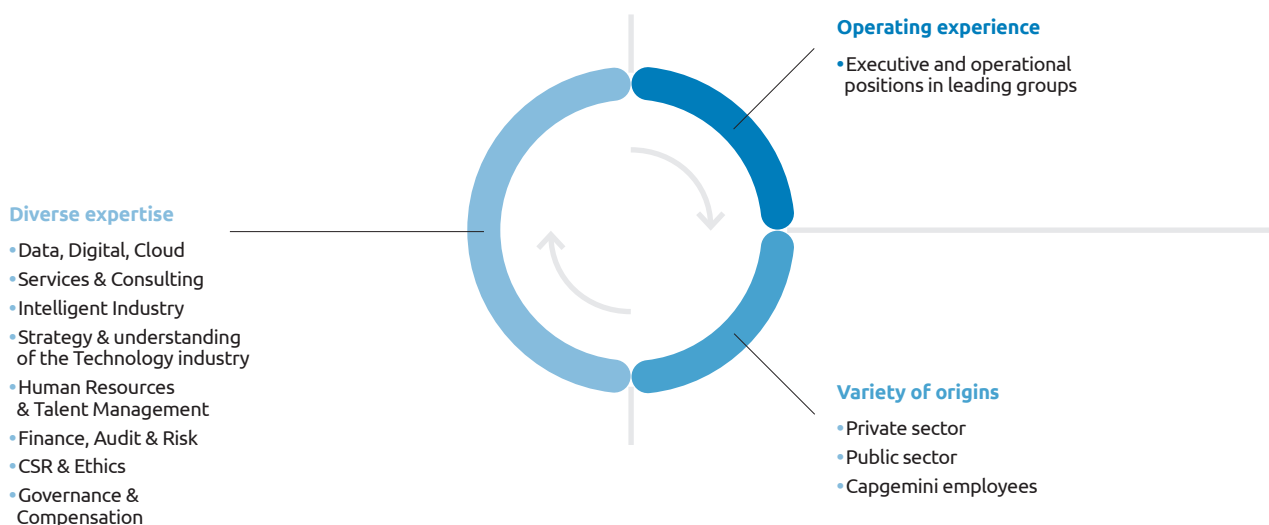 Operating experience
•Executive and operational
positions in leading groups
Diverse expertise
•Data, Digital, Cloud
•Services & Consulting
•Intelligent Industry
•Strategy & understanding
of the Technology industry
•Human Resources
& Talent Management
•Finance, Audit & Risk
•CSR & Ethics
•Governance &
Compensation
Variety of origins
•Private sector
•Public sector
•Capgemini employees